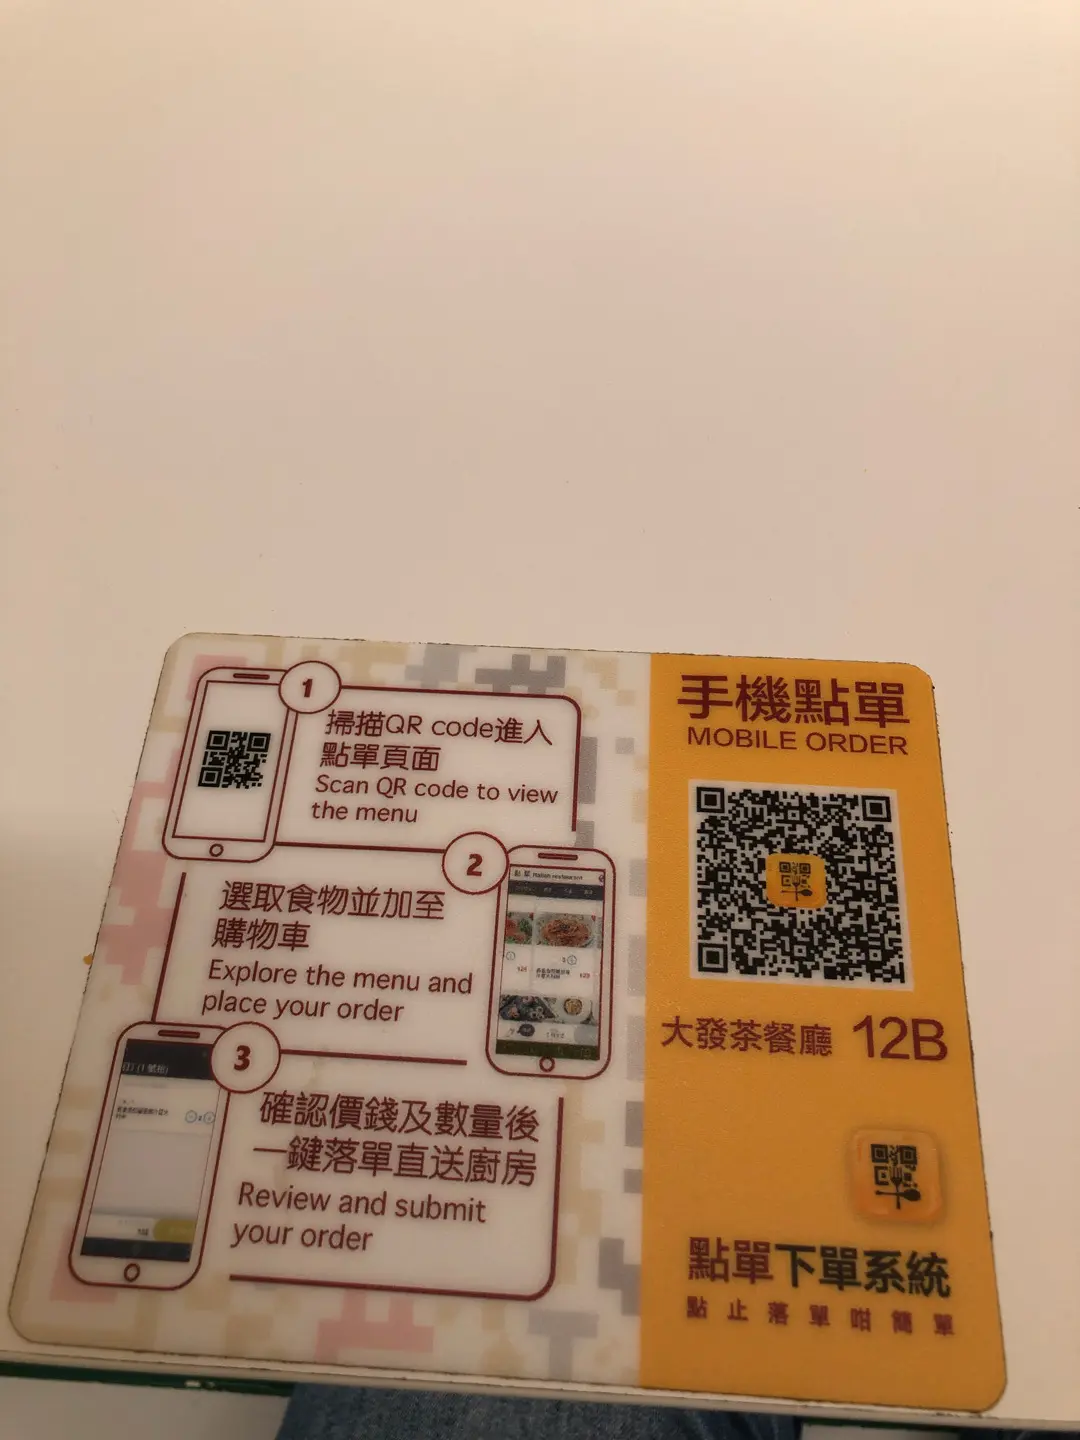 1
掃描QR code進入
點單頁面
Scan QR code to view
the menu
2
選取食物並加至
購物車
Explore the menu and
place your order
3
確認價錢及數量後
一鍵落單直送廚房
Review and submit
your order
手機點單
MOBILE ORDER
大發茶餐廳 12B
點單下單系統
點止落單咁簡單